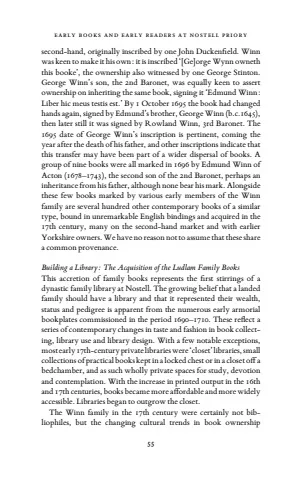 EARLY BOOKS AND EARLY READERS AT NOSTELL PRIORY
second-hand, originally inscribed by one John Duckenfield. Winn
was keen to make it his own: it is inscribed '[Ge]orge Wynn oweth
this booke', the ownership also witnessed by one George Stinton.
George Winn's son, the 2nd Baronet, was equally keen to assert
ownership on inheriting the same book, signing it 'Edmund Winn:
Liber hic meus testis est.' By 1 October 1695 the book had changed
hands again, signed by Edmund's brother, George Winn (b.c.1645),
then later still it was signed by Rowland Winn, 3rd Baronet. The
1695 date of George Winn's inscription is pertinent, coming the
year after the death of his father, and other inscriptions indicate that
this transfer may have been part of a wider dispersal of books. A
group of nine books were all marked in 1696 by Edmund Winn of
Acton (1678–1743), the second son of the 2nd Baronet, perhaps an
inheritance from his father, although none bear his mark. Alongside
these few books marked by various early members of the Winn
family are several hundred other contemporary books of a similar
type, bound in unremarkable English bindings and acquired in the
17th century, many on the second-hand market and with earlier
Yorkshire owners. We have no reason not to assume that these share
a common provenance.
Building a Library: The Acquisition of the Ludlam Family Books
This accretion of family books represents the first stirrings of a
dynastic family library at Nostell. The growing belief that a landed
family should have a library and that it represented their wealth,
status and pedigree is apparent from the numerous early armorial
bookplates commissioned in the period 1690–1710. These reflect a
series of contemporary changes in taste and fashion in book collect-
ing, library use and library design. With a few notable exceptions,
most early 17th-century private libraries were 'closet' libraries, small
collections of practical books kept in a locked chest or in a closet off a
bedchamber, and as such wholly private spaces for study, devotion
and contemplation. With the increase in printed output in the 16th
and 17th centuries, books became more affordable and more widely
accessible. Libraries began to outgrow the closet.
The Winn family in the 17th century were certainly not bib-
liophiles, but the changing cultural trends in book ownership
55